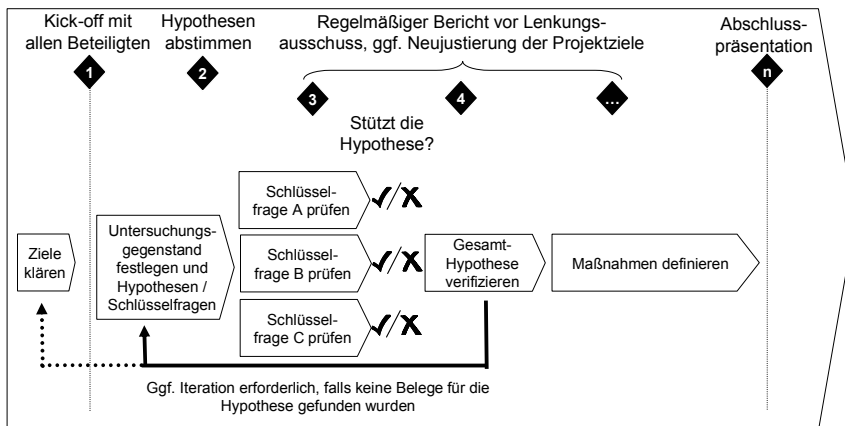 Kick-off mit
allen Beteiligten
Hypothesen
abstimmen
Regelmäßiger Bericht vor Lenkungs-
ausschuss, ggf. Neujustierung der Projektziele
Abschluss-
präsentation
1
2
3
4
...
n
Stützt die
Hypothese?
Ziele
klären
Untersuchungs-
gegenstand
festlegen und
Hypothesen /
Schlüsselfragen
Schlüssel-
frage A prüfen
✓/X
Schlüssel-
frage B prüfen
✓/X
Schlüssel-
frage C prüfen
✓/X
Gesamt-
Hypothese
verifizieren
Maßnahmen definieren
Ggf. Iteration erforderlich, falls keine Belege für die
Hypothese gefunden wurden